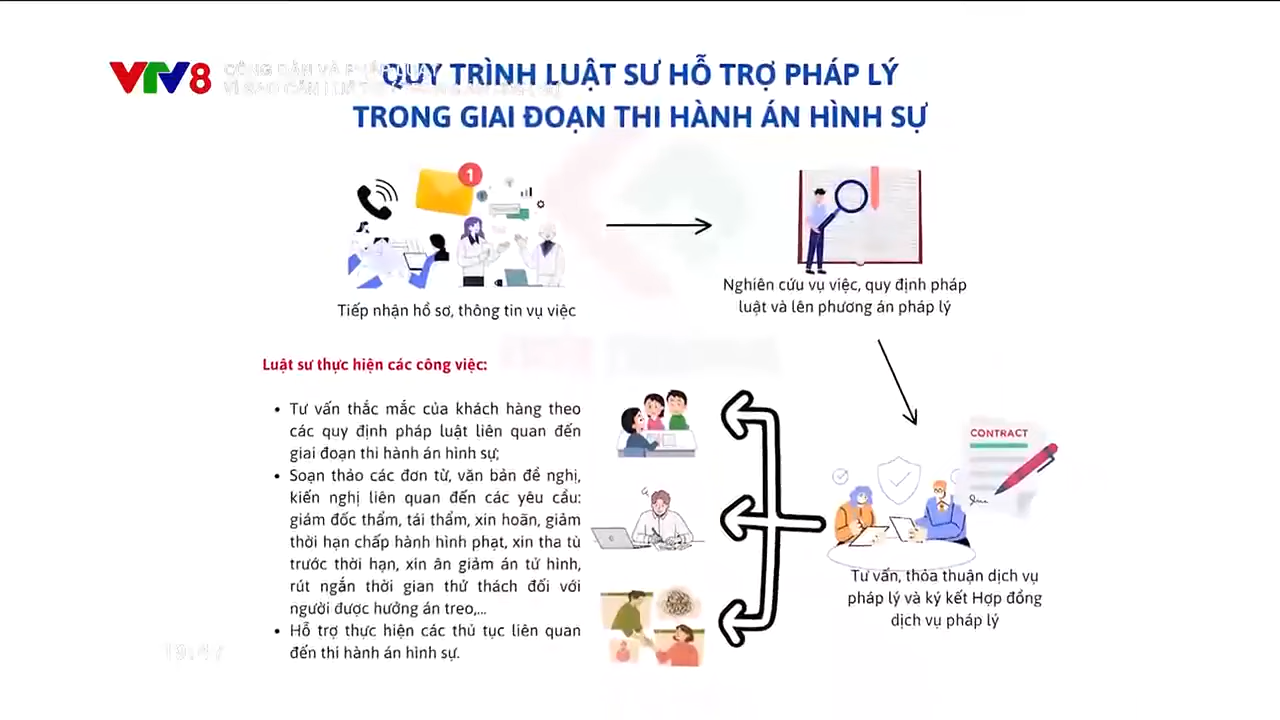 VTV8
CÔNG DÂN VÀ PHÁP LUẬT
QUY TRÌNH LUẬT SƯ HỖ TRỢ PHÁP LÝ
TRONG GIAI ĐOẠN THI HÀNH ÁN HÌNH SỰ
1
Tiếp nhận hồ sơ, thông tin vụ việc
Nghiên cứu vụ việc, quy định pháp
luật và lên phương án pháp lý
Luật sư thực hiện các công việc:
• Tư vấn thắc mắc của khách hàng theo
các quy định pháp luật liên quan đến
giai đoạn thi hành án hình sự;
• Soạn thảo các đơn từ, văn bản đề nghị,
kiến nghị liên quan đến các yêu cầu:
giám đốc thẩm, tái thẩm, xin hoãn, giảm
thời hạn chấp hành hình phạt, xin tha tù
trước thời hạn, xin ân giảm án tử hình,
rút ngắn thời gian thử thách đối với
người được hưởng án treo,...
• Hỗ trợ thực hiện các thủ tục liên quan
đến thi hành án hình sự.
CONTRACT
Tư vấn, thỏa thuận dịch vụ
pháp lý và ký kết Hợp đồng
dịch vụ pháp lý
19:47